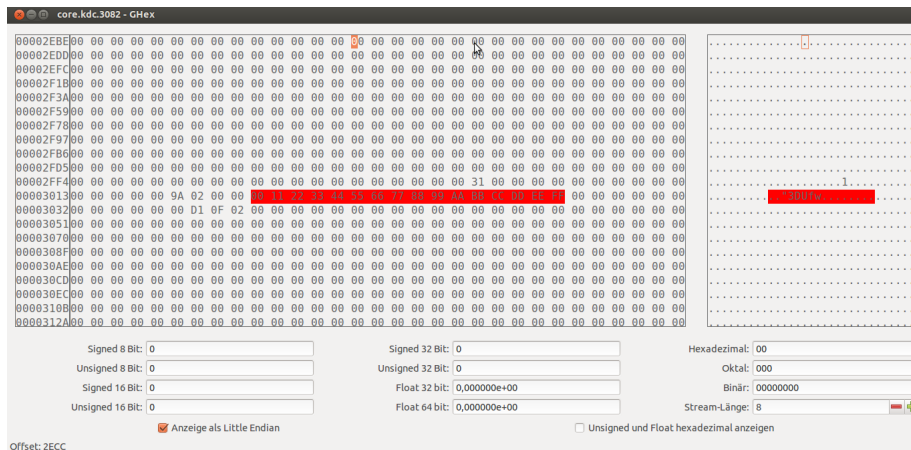 core.kdc.3082 - GHex
00002EBE 00 00 00 00 00 00 00 00 00 00 00 00 00 00 00 00 00 00 00 00 00 00 00 00 00 00 00 00 00 00 00
00002EDD 00 00 00 00 00 00 00 00 00 00 00 00 00 00 00 00 00 00 00 00 00 00 00 00 00 00 00 00 00 00 00
00002EFC 00 00 00 00 00 00 00 00 00 00 00 00 00 00 00 00 00 00 00 00 00 00 00 00 00 00 00 00 00 00 00
00002F1B 00 00 00 00 00 00 00 00 00 00 00 00 00 00 00 00 00 00 00 00 00 00 00 00 00 00 00 00 00 00 00
00002F3A 00 00 00 00 00 00 00 00 00 00 00 00 00 00 00 00 00 00 00 00 00 00 00 00 00 00 00 00 00 00 00
00002F59 00 00 00 00 00 00 00 00 00 00 00 00 00 00 00 00 00 00 00 00 00 00 00 00 00 00 00 00 00 00 00
00002F78 00 00 00 00 00 00 00 00 00 00 00 00 00 00 00 00 00 00 00 00 00 00 00 00 00 00 00 00 00 00 00
00002F97 00 00 00 00 00 00 00 00 00 00 00 00 00 00 00 00 00 00 00 00 00 00 00 00 00 00 00 00 00 00 00
00002FB6 00 00 00 00 00 00 00 00 00 00 00 00 00 00 00 00 00 00 00 00 00 00 00 00 00 00 00 00 00 00 00
00002FD5 00 00 00 00 00 00 00 00 00 00 00 00 00 00 00 00 00 00 00 00 00 00 00 00 00 00 00 00 00 00 00
00002FF4 00 00 00 00 00 00 00 00 00 00 00 00 00 00 00 00 00 00 00 00 31 00 00 00 00 00 00 00 00 00 00 1
00003013 00 00 00 00 00 9A 02 00 00 00 11 22 33 44 55 66 77 88 99 AA BB CC DD EE FF 00 00 00 00 00 00 3DUfw
00003032 00 00 00 00 00 00 D1 0F 02 00 00 00 00 00 00 00 00 00 00 00 00 00 00 00 00 00 00 00 00 00 00
00003051 00 00 00 00 00 00 00 00 00 00 00 00 00 00 00 00 00 00 00 00 00 00 00 00 00 00 00 00 00 00 00
00003070 00 00 00 00 00 00 00 00 00 00 00 00 00 00 00 00 00 00 00 00 00 00 00 00 00 00 00 00 00 00 00
0000308F 00 00 00 00 00 00 00 00 00 00 00 00 00 00 00 00 00 00 00 00 00 00 00 00 00 00 00 00 00 00 00
000030AE 00 00 00 00 00 00 00 00 00 00 00 00 00 00 00 00 00 00 00 00 00 00 00 00 00 00 00 00 00 00 00
000030CD 00 00 00 00 00 00 00 00 00 00 00 00 00 00 00 00 00 00 00 00 00 00 00 00 00 00 00 00 00 00 00
000030EC 00 00 00 00 00 00 00 00 00 00 00 00 00 00 00 00 00 00 00 00 00 00 00 00 00 00 00 00 00 00 00
0000310B 00 00 00 00 00 00 00 00 00 00 00 00 00 00 00 00 00 00 00 00 00 00 00 00 00 00 00 00 00 00 00
0000312A 00 00 00 00 00 00 00 00 00 00 00 00 00 00 00 00 00 00 00 00 00 00 00 00 00 00 00 00 00 00 00
Signed 8 Bit: 0 Signed 32 Bit: 0 Hexadezimal: 00
Unsigned 8 Bit: 0 Unsigned 32 Bit: 0 Oktal: 000
Signed 16 Bit: 0 Float 32 bit: 0,000000e+00 Binär: 00000000
Unsigned 16 Bit: 0 Float 64 bit: 0,000000e+00 Stream-Länge: 8
Anzeige als Little Endian Unsigned und Float hexadezimal anzeigen
Offset: 2ECC